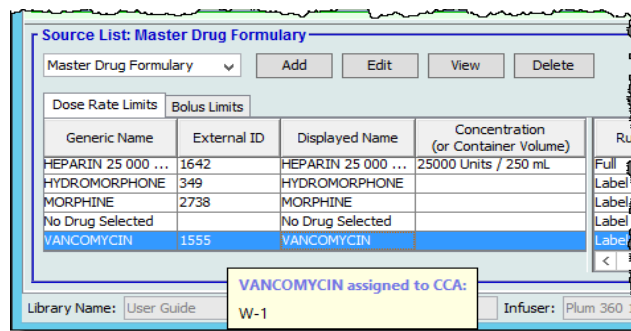 Source List: Master Drug Formulary
Master Drug Formulary Add Edit View Delete
Dose Rate Limits Bolus Limits
Generic Name External ID Displayed Name Concentration (or Container Volume) Ru
HEPARIN 25 000 ... 1642 HEPARIN 25 000 ... 25000 Units / 250 mL Full
HYDROMORPHONE 349 HYDROMORPHONE Label
MORPHINE 2738 MORPHINE Label
No Drug Selected No Drug Selected Label
VANCOMYCIN 1555 VANCOMYCIN Label
VANCOMYCIN assigned to CCA:
W-1
Library Name: User Guide Infuser: Plum 360